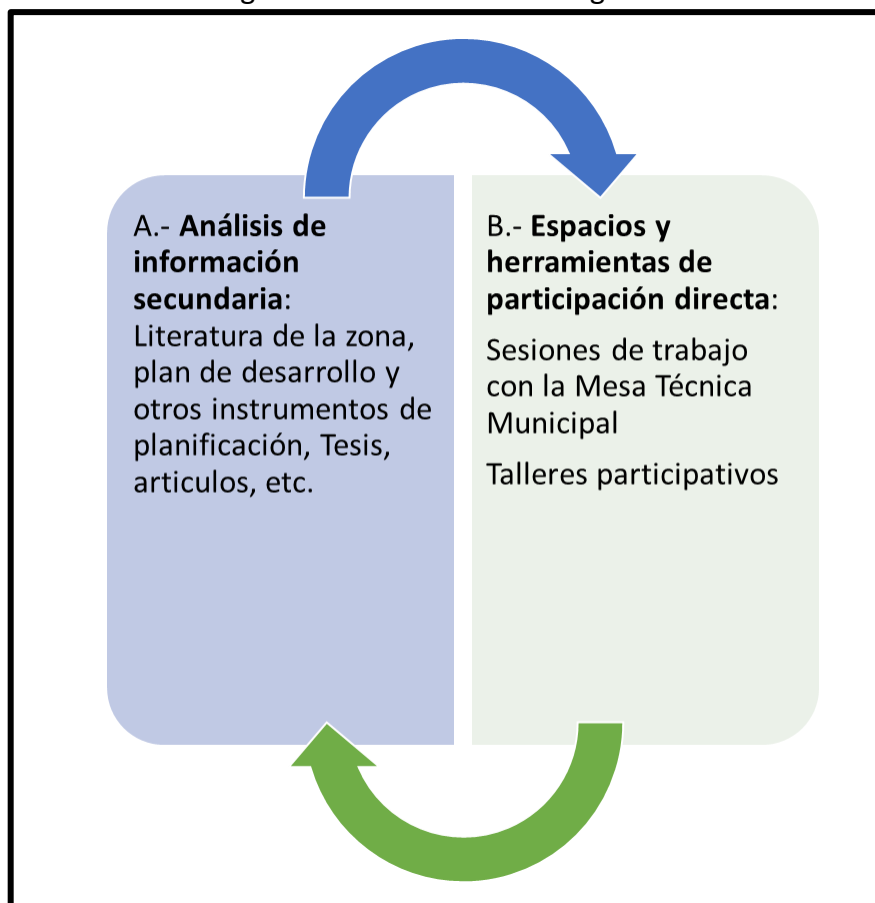 A.- Análisis de
información
secundaria:
Literatura de la zona,
plan de desarrollo y
otros instrumentos de
planificación, Tesis,
articulos, etc.
B.- Espacios y
herramientas de
participación directa:
Sesiones de trabajo
con la Mesa Técnica
Municipal
Talleres participativos